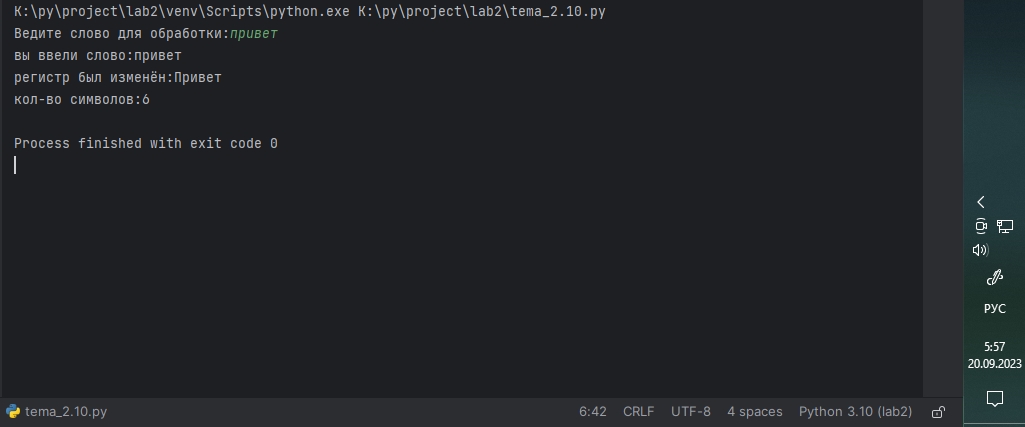 K:\py\project\lab2\venv\Scripts\python.exe K:\py\project\lab2\tema_2.10.py
Ведите слово для обработки:привет
вы ввели слово:привет
регистр был изменён:Привет
кол-во символов:6
Process finished with exit code 0
РУС
5:57
20.09.2023
tema_2.10.py 6:42 CRLF UTF-8 4 spaces Python 3.10 (lab2)